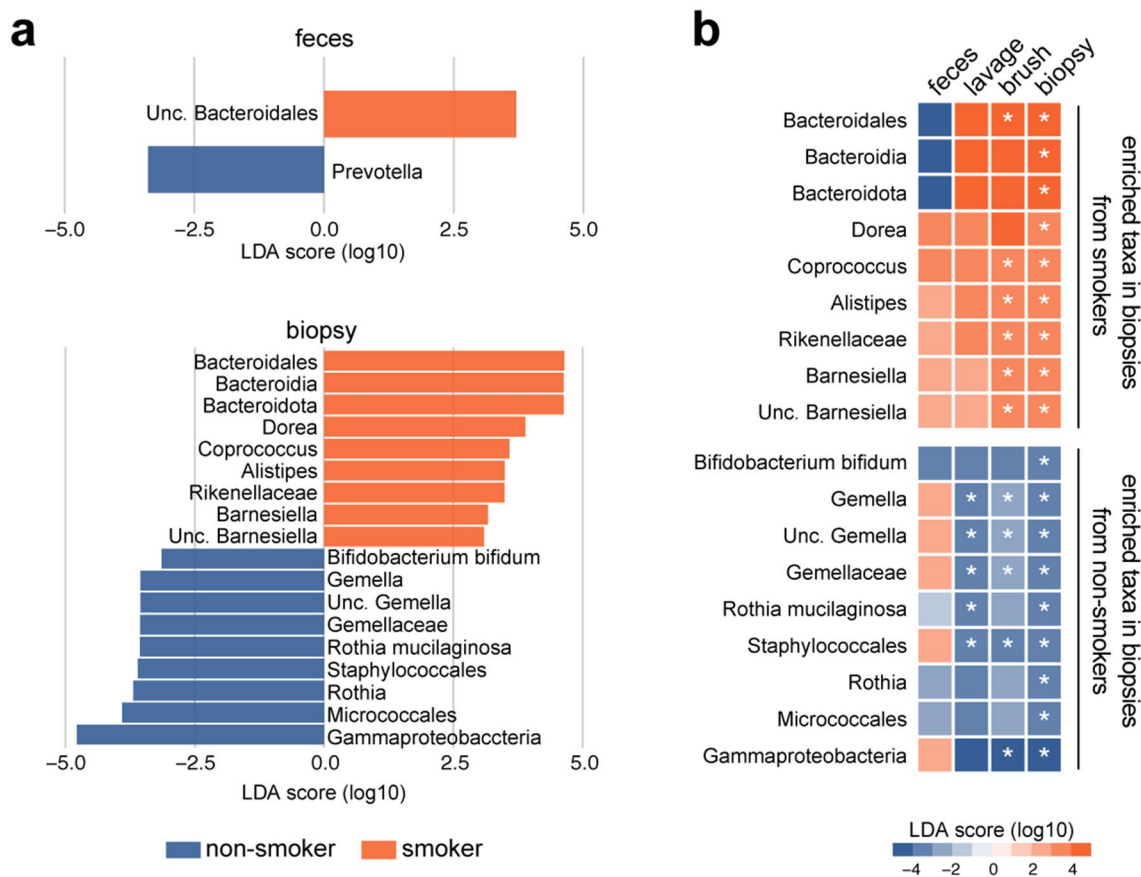 a
feces
Unc. Bacteroidales
Prevotella
−5.0 −2.5 0.0 2.5 5.0
LDA score (log10)
biopsy
Bacteroidales
Bacteroidia
Bacteroidota
Dorea
Coprococcus
Alistipes
Rikenellaceae
Barnesiella
Unc. Barnesiella
Bifidobacterium bifidum
Gemella
Unc. Gemella
Gemellaceae
Rothia mucilaginosa
Staphylococcales
Rothia
Micrococcales
Gammaproteobaccteria
−5.0 −2.5 0.0 2.5 5.0
LDA score (log10)
non-smoker smoker
b
feces lavage brush biopsy
Bacteroidales * *
Bacteroidia *
Bacteroidota *
Dorea *
Coprococcus * *
Alistipes * *
Rikenellaceae * *
Barnesiella * *
Unc. Barnesiella * *
enriched taxa in biopsies
from smokers
Bifidobacterium bifidum *
Gemella * * *
Unc. Gemella * * *
Gemellaceae * * *
Rothia mucilaginosa * *
Staphylococcales * * *
Rothia *
Micrococcales *
Gammaproteobacteria * *
enriched taxa in biopsies
from non-smokers
LDA score (log10)
−4 −2 0 2 4